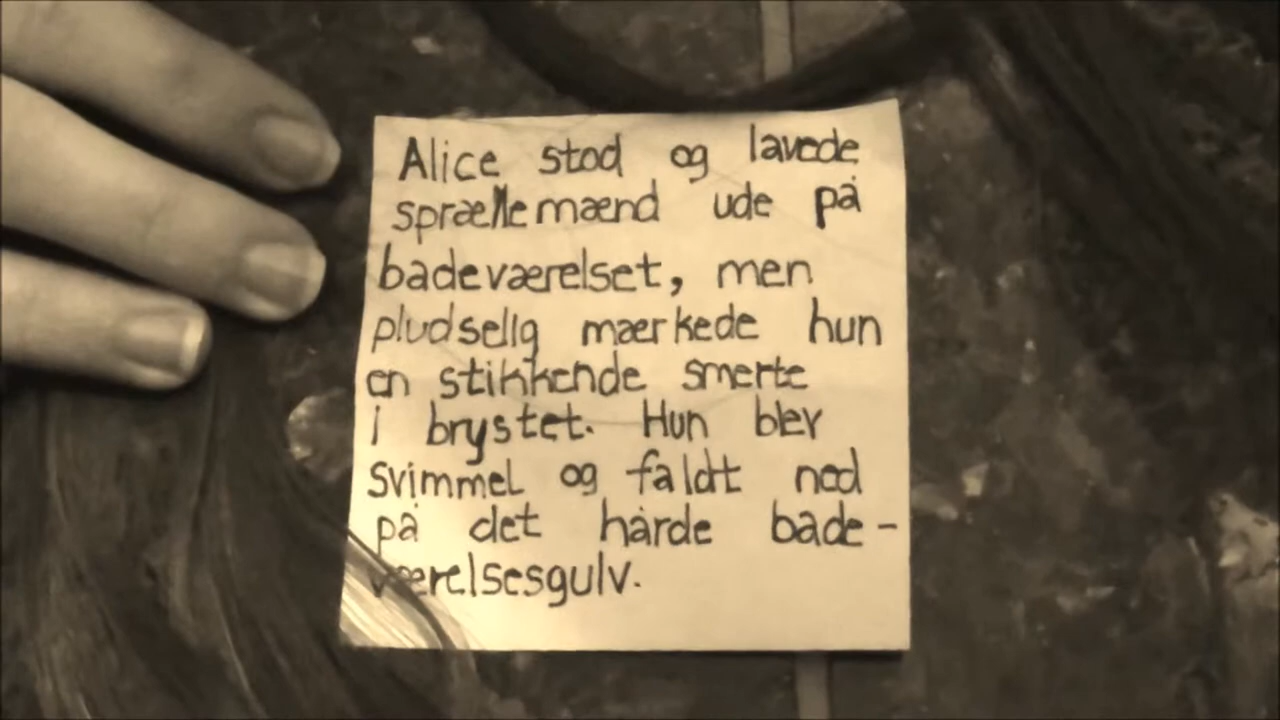 Alice stod og lavede
sprællemænd ude på
badeværelset, men
pludselig mærkede hun
en stikkende smerte
i brystet. Hun blev
svimmel og faldt ned
på det hårde bade-
værelsesgulv.